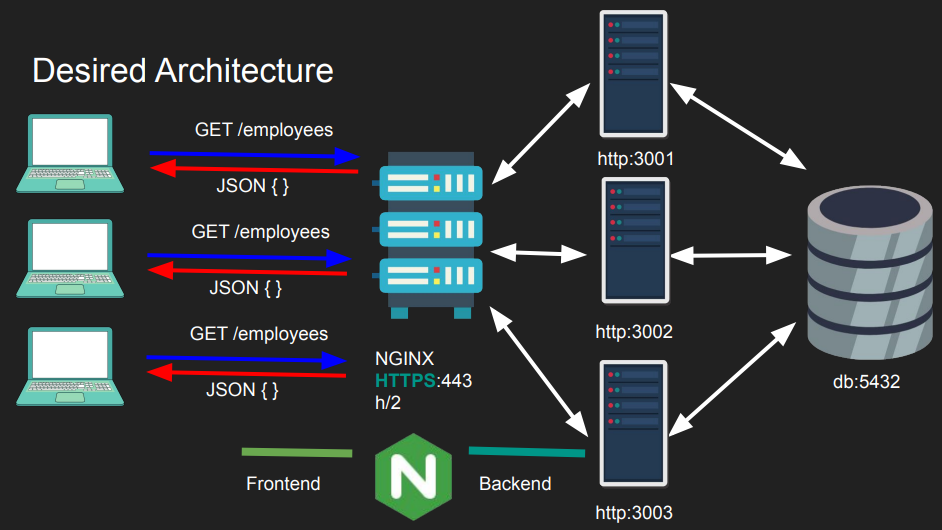 Desired Architecture
GET /employees
JSON { }
GET /employees
JSON { }
GET /employees
JSON { }
NGINX
HTTPS:443
h/2
http:3001
http:3002
http:3003
db:5432
Frontend
N
Backend